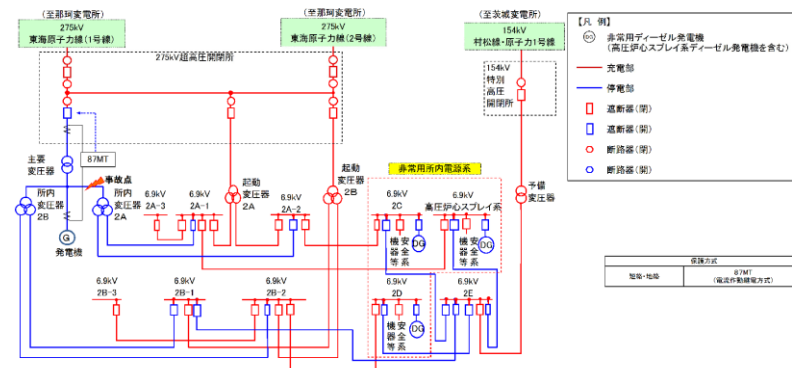 (至那珂変電所)
275kV
東海原子力線(1号線)
(至那珂変電所)
275kV
東海原子力線(2号線)
(至茨城変電所)
154kV
村松線・原子力1号線
275kV超高圧開閉所
154kV
特別
高圧
開閉所
【凡 例】
DG 非常用ディーゼル発電機
(高圧炉心スプレイ系ディーゼル発電機を含む)
充電部
停電部
遮断器(閉)
遮断器(開)
断路器(閉)
断路器(開)
87MT
主要
変圧器
事故点
所内
変圧器
2B
所内
変圧器
2A
G
発電機
6.9kV
2A-3
6.9kV
2A-1
起動
変圧器
2A
6.9kV
2A-2
起動
変圧器
2B
非常用所内電源系
6.9kV
2C
6.9kV
高圧炉心スプレイ系
予備
変圧器
機器等
安全系
DG
機器等
安全系
DG
6.9kV
2B-3
6.9kV
2B-1
6.9kV
2B-2
6.9kV
2D
6.9kV
2E
機器等
安全系
DG
保護方式
短絡・地絡
87MT
(電流作動継電方式)